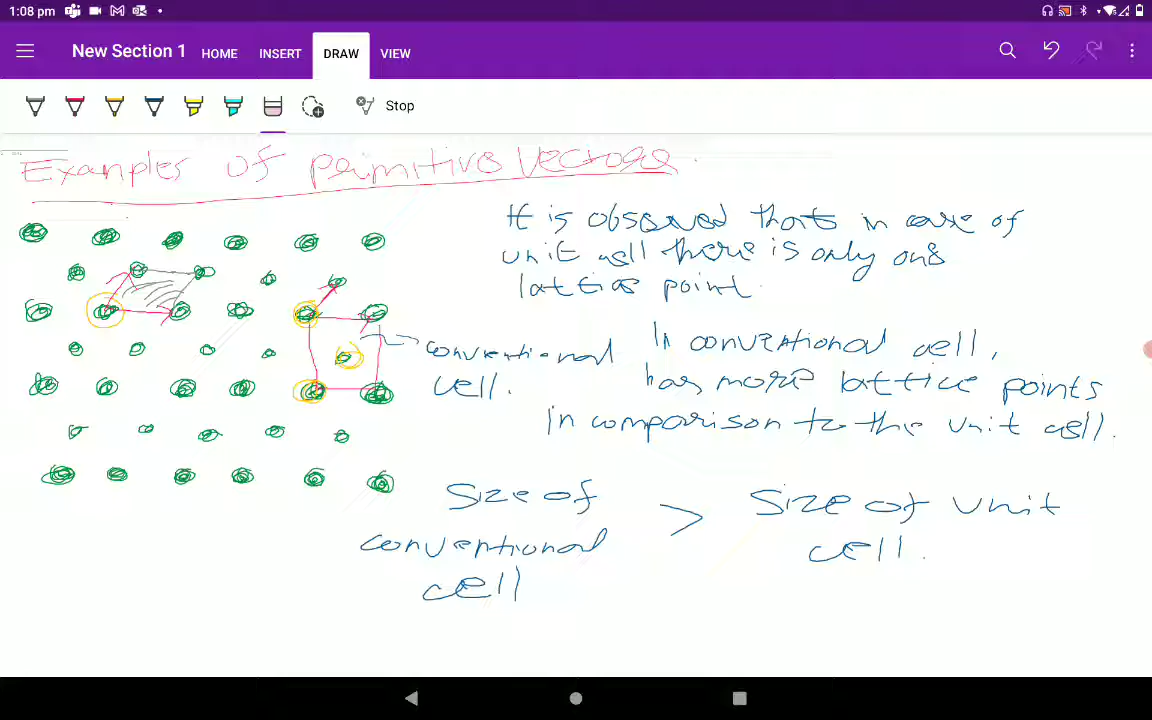 1:08 pm
New Section 1 HOME INSERT DRAW VIEW
Stop
Examples of primitive vectors.
It is observed that in case of
unit cell there is only one
lattice point.
conventional
cell.
In conventional cell,
has more lattice points
In comparison to the unit cell.
Size of
conventional
cell
>
Size of unit
cell.